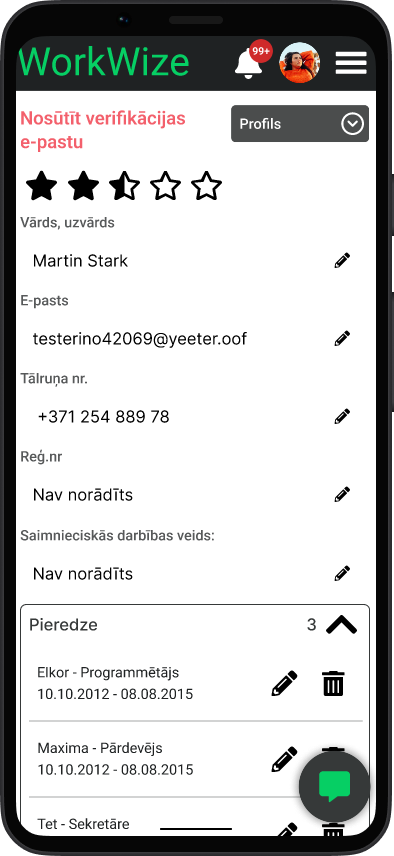 WorkWize
99+
Nosūtīt verifikācijas
e-pastu
Profils
Vārds, uzvārds
Martin Stark
E-pasts
testerino42069@yeeter.oof
Tālruņa nr.
+371 254 889 78
Reģ.nr
Nav norādīts
Saimnieciskās darbības veids:
Nav norādīts
Pieredze 3
Elkor - Programmētājs
10.10.2012 - 08.08.2015
Maxima - Pārdevējs
10.10.2012 - 08.08.2015
Tet - Sekretāre